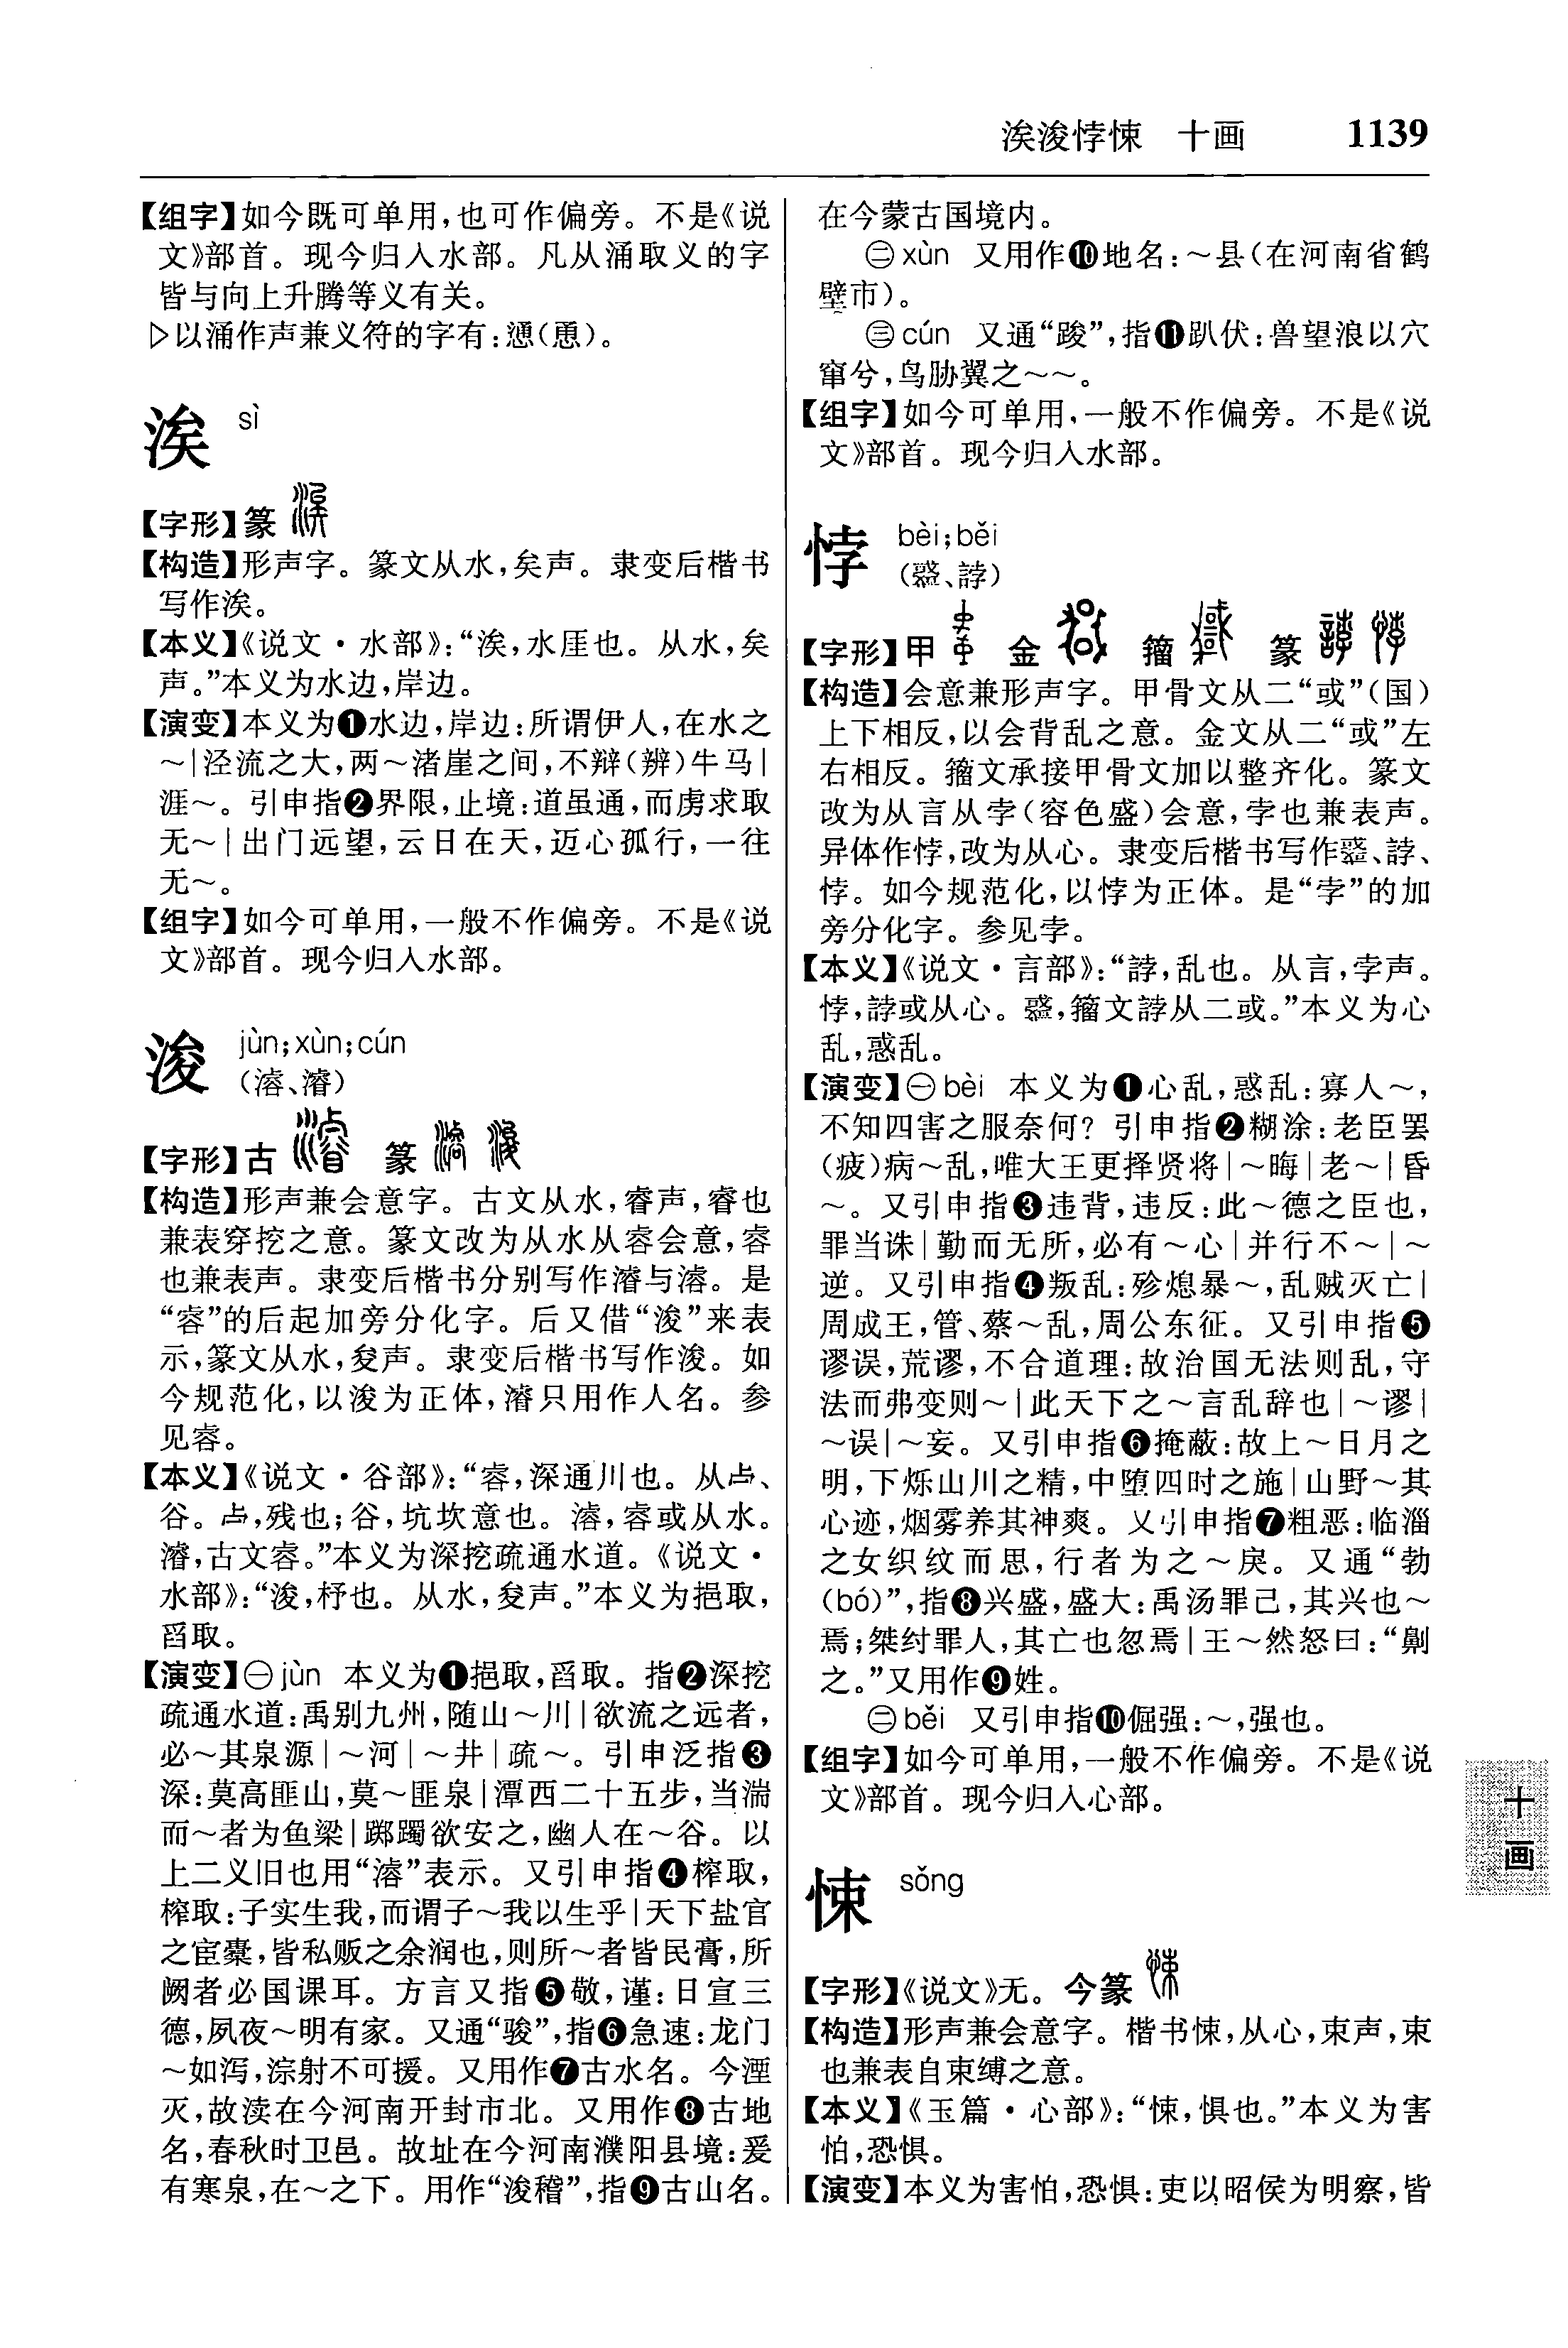 涘浚悖悚　十画　1139
【组字】如今既可单用，也可作偏旁。不是《说
文》部首。现今归入水部。凡从涌取义的字
皆与向上升腾等义有关。
▷以涌作声兼义符的字有：慂（恿）。
涘 sì
【字形】篆
【构造】形声字。篆文从水，矣声。隶变后楷书
写作涘。
【本义】《说文·水部》：“涘，水厓也。从水，矣
声。”本义为水边，岸边。
【演变】本义为❶水边，岸边：所谓伊人，在水之
～｜泾流之大，两～渚崖之间，不辩（辨）牛马｜
涯～。引申指❷界限，止境：道虽通，而虏求取
无～｜出门远望，云日在天，迈心孤行，一往
无～。
【组字】如今可单用，一般不作偏旁。不是《说
文》部首。现今归入水部。
浚 jùn；xùn；cún
（濬、濬）
【字形】古 篆
【构造】形声兼会意字。古文从水，睿声，睿也
兼表穿挖之意。篆文改为从水从㕡会意，㕡
也兼表声。隶变后楷书分别写作濬与㴠。是
“㕡”的后起加旁分化字。后又借“浚”来表
示，篆文从水，夋声。隶变后楷书写作浚。如
今规范化，以浚为正体，濬只用作人名。参
见㕡。
【本义】《说文·谷部》：“㕡，深通川也。从歺、
谷。歺，残也；谷，坑坎意也。㴠，㕡或从水。
濬，古文㕡。”本义为深挖疏通水道。《说文·
水部》：“浚，杼也。从水，夋声。”本义为挹取，
舀取。
【演变】㊀jùn 本义为❶挹取，舀取。指❷深挖
疏通水道：禹别九州，随山～川｜欲流之远者，
必～其泉源｜～河｜～井｜疏～。引申泛指❸
深：莫高匪山，莫～匪泉｜潭西二十五步，当湍
而～者为鱼梁｜踯躅欲安之，幽人在～谷。以
上二义旧也用“㴠”表示。又引申指❹榨取，
榨取：子实生我，而谓子～我以生乎｜天下盐官
之宦橐，皆私贩之余润也，则所～者皆民膏，所
阙者必国课耳。方言又指❺敬，谨：日宣三
德，夙夜～明有家。又通“骏”，指❻急速：龙门
～如泻，淙射不可援。又用作❼古水名。今湮
灭，故渎在今河南开封市北。又用作❽古地
名，春秋时卫邑。故址在今河南濮阳县境：爰
有寒泉，在～之下。用作“浚稽”，指❾古山名。
在今蒙古国境内。
㊁xùn 又用作❿地名：～县（在河南省鹤
壁市）。
㊂cún 又通“踆”，指⓫趴伏：兽望浪以穴
窜兮，鸟胁翼之～～。
【组字】如今可单用，一般不作偏旁。不是《说
文》部首。现今归入水部。
悖 bèi；běi
（𧭇、誖）
【字形】甲 金 籀 篆
【构造】会意兼形声字。甲骨文从二“或”（国）
上下相反，以会背乱之意。金文从二“或”左
右相反。籀文承接甲骨文加以整齐化。篆文
改为从言从孛（容色盛）会意，孛也兼表声。
异体作悖，改为从心。隶变后楷书写作𧭇、誖、
悖。如今规范化，以悖为正体。是“孛”的加
旁分化字。参见孛。
【本义】《说文·言部》：“誖，乱也。从言，孛声。
悖，誖或从心。𧭇，籀文誖从二或。”本义为心
乱，惑乱。
【演变】㊀bèi 本义为❶心乱，惑乱：寡人～，
不知四害之服奈何？引申指❷糊涂：老臣罢
（疲）病～乱，唯大王更择贤将｜～晦｜老～｜昏
～。又引申指❸违背，违反：此～德之臣也，
罪当诛｜勤而无所，必有～心｜并行不～｜～
逆。又引申指❹叛乱：殄熄暴～，乱贼灭亡｜
周成王，管、蔡～乱，周公东征。又引申指❺
谬误，荒谬，不合道理：故治国无法则乱，守
法而弗变则～｜此天下之～言乱辞也｜～谬｜
～误｜～妄。又引申指❻掩蔽：故上～日月之
明，下烁山川之精，中堕四时之施｜山野～其
心迹，烟雾养其神爽。又引申指❼粗恶：临淄
之女织纨而思，行者为之～戾。又通“勃
（bó）”，指❽兴盛，盛大：禹汤罪己，其兴也～
焉；桀纣罪人，其亡也忽焉｜王～然怒曰：“劓
之。”又用作❾姓。
㊁běi 又引申指❿倔强：～，强也。
【组字】如今可单用，一般不作偏旁。不是《说
文》部首。现今归入心部。
悚 sǒng
【字形】《说文》无。今篆
【构造】形声兼会意字。楷书悚，从心，束声，束
也兼表自束缚之意。
【本义】《玉篇·心部》：“悚，惧也。”本义为害
怕，恐惧。
【演变】本义为害怕，恐惧：吏以昭侯为明察，皆
十画